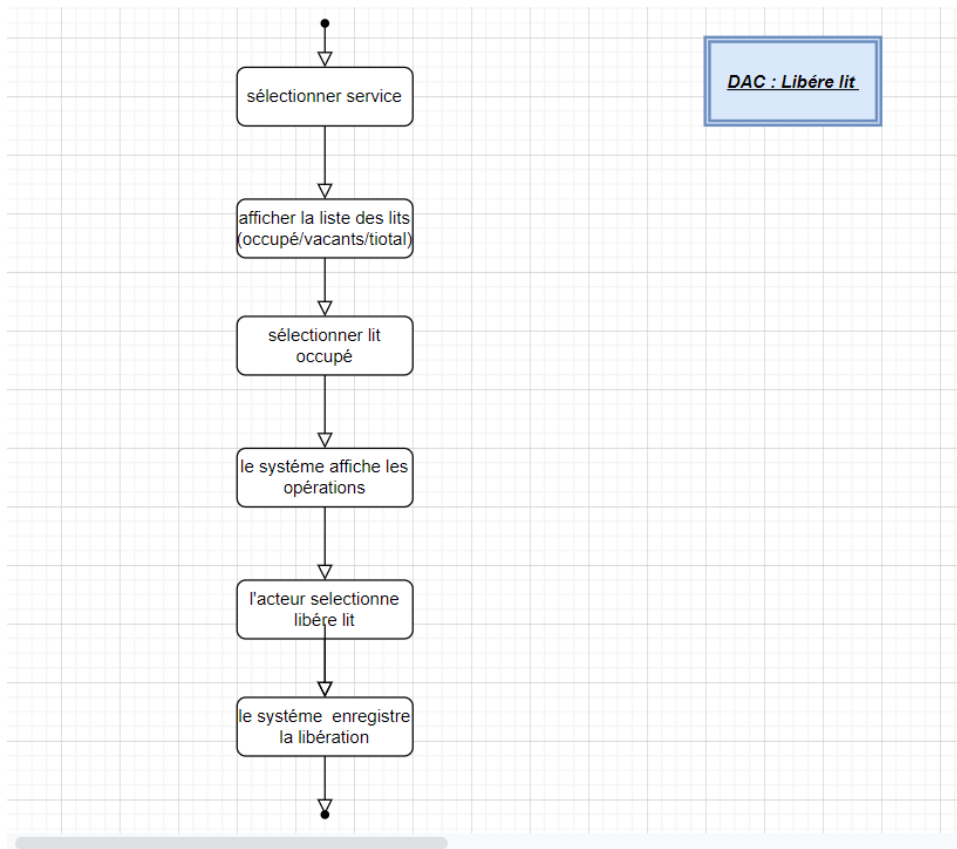 DAC : Libére lit
sélectionner service
afficher la liste des lits
(occupé/vacants/tiotal)
sélectionner lit
occupé
le systéme affiche les
opérations
l'acteur selectionne
libére lit
le systéme  enregistre
la libération